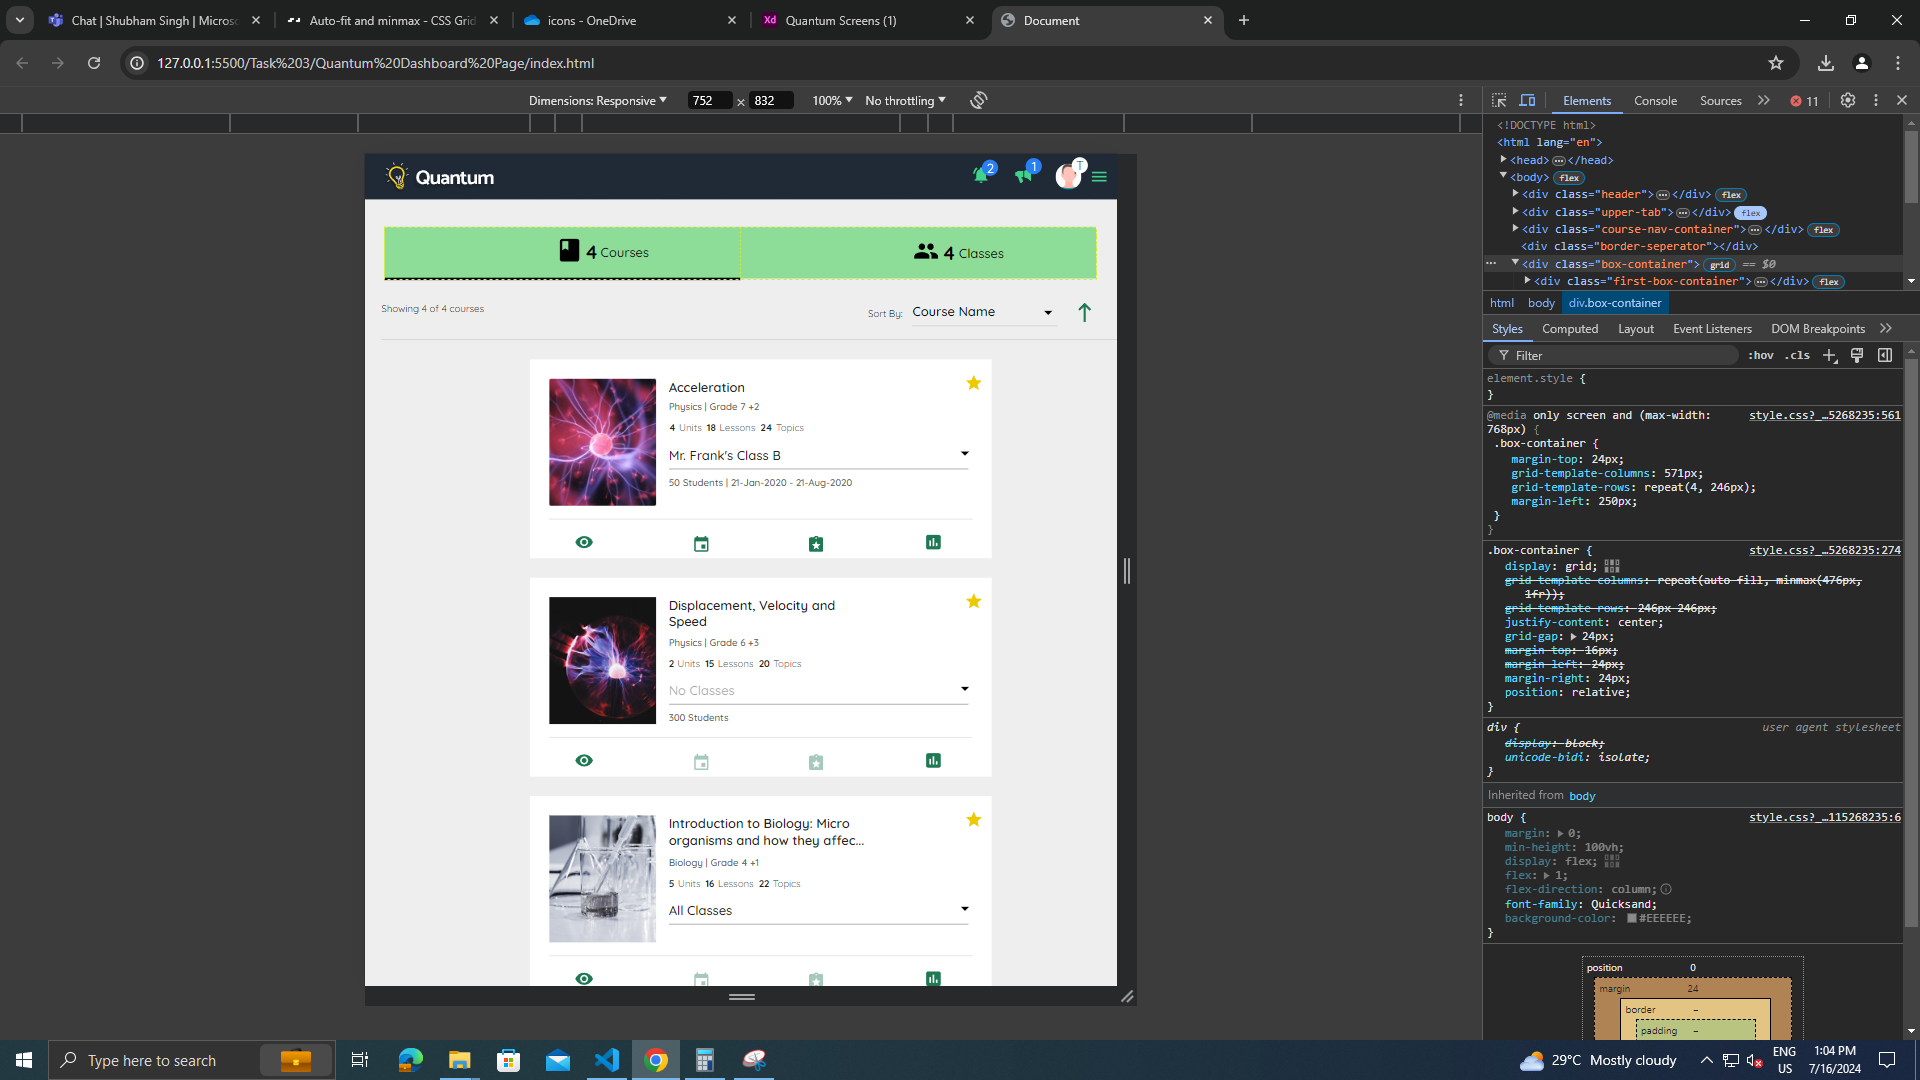 Chat | Shubham Singh | Microso
Auto-fit and minmax - CSS Grid
icons - OneDrive
Xd
Quantum Screens (1)
Document
127.0.0.1:5500/Task%203/Quantum%20Dashboard%20Page/index.html
Dimensions: Responsive
752 × 832
100%
No throttling
Elements
Console
Sources
11
<!DOCTYPE html>
<html lang="en">
<head> </head>
<body> flex
<div class="header"> </div> flex
<div class="upper-tab"> </div> flex
<div class="course-nav-container"> </div> flex
<div class="border-seperator"></div>
<div class="box-container"> grid == $0
<div class="first-box-container"> </div> flex
html body div.box-container
Styles Computed Layout Event Listeners DOM Breakpoints
Filter
:hov .cls
element.style {
}
@media only screen and (max-width: style.css?_…5268235:561
768px) {
.box-container {
margin-top: 24px;
grid-template-columns: 571px;
grid-template-rows: repeat(4, 246px);
margin-left: 250px;
}
}
.box-container { style.css?_…5268235:274
display: grid;
grid-template-columns: repeat(auto-fill, minmax(476px,
1fr));
grid-template-rows: 246px 246px;
justify-content: center;
grid-gap: 24px;
margin-top: 16px;
margin-left: 24px;
margin-right: 24px;
position: relative;
}
div { user agent stylesheet
display: block;
unicode-bidi: isolate;
}
Inherited from body
body { style.css?_…115268235:6
margin: 0;
min-height: 100vh;
display: flex;
flex: 1;
flex-direction: column;
font-family: Quicksand;
background-color: #EEEEEE;
}
position 0
margin 24
border –
padding –
Quantum
2
1
T
4 Courses
4 Classes
Showing 4 of 4 courses
Sort By: Course Name
Acceleration
Physics | Grade 7 +2
4 Units 18 Lessons 24 Topics
Mr. Frank's Class B
50 Students | 21-Jan-2020 - 21-Aug-2020
Displacement, Velocity and
Speed
Physics | Grade 6 +3
2 Units 15 Lessons 20 Topics
No Classes
300 Students
Introduction to Biology: Micro
organisms and how they affec...
Biology | Grade 4 +1
5 Units 16 Lessons 22 Topics
All Classes
Type here to search
29°C Mostly cloudy
ENG
US
1:04 PM
7/16/2024